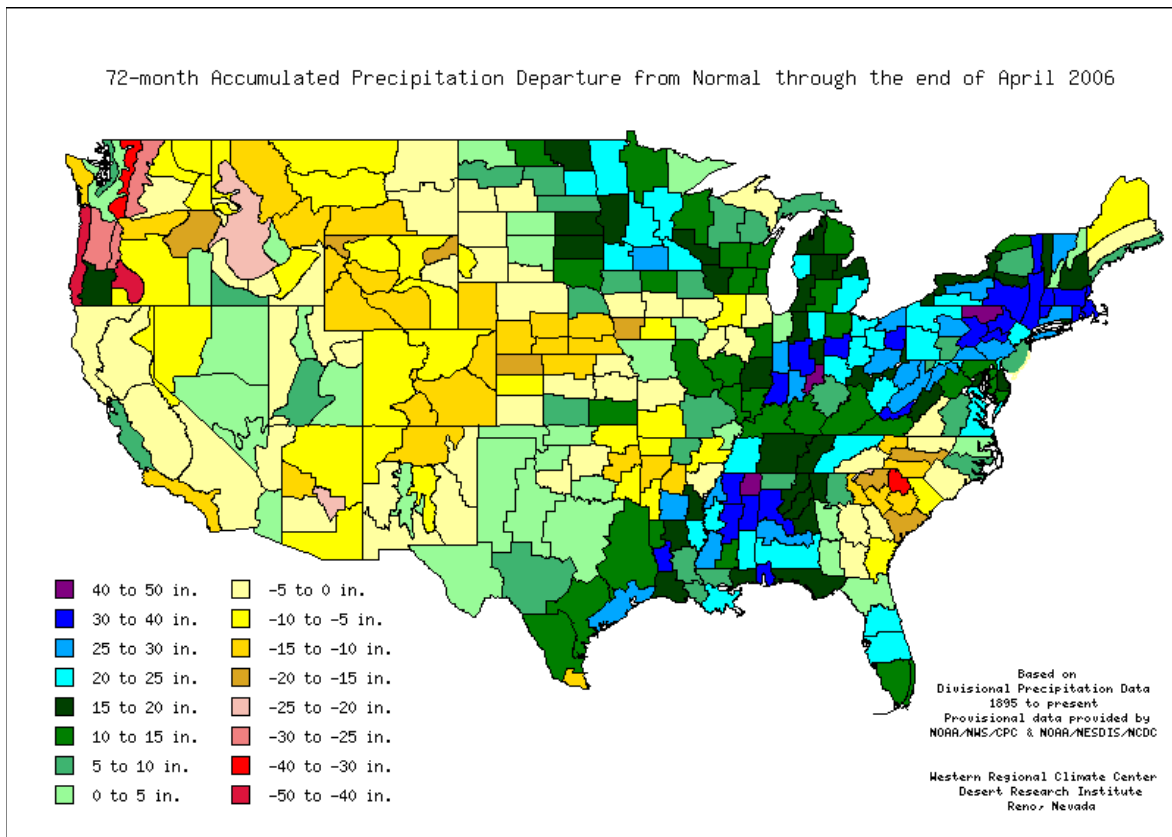 72-month Accumulated Precipitation Departure from Normal through the end of April 2006
40 to 50 in.
30 to 40 in.
25 to 30 in.
20 to 25 in.
15 to 20 in.
10 to 15 in.
5 to 10 in.
0 to 5 in.
-5 to 0 in.
-10 to -5 in.
-15 to -10 in.
-20 to -15 in.
-25 to -20 in.
-30 to -25 in.
-40 to -30 in.
-50 to -40 in.
Based on
Divisional Precipitation Data
1895 to present
Provisional data provided by
NOAA/NWS/CPC & NOAA/NESDIS/NCDC
Western Regional Climate Center
Desert Research Institute
Reno, Nevada